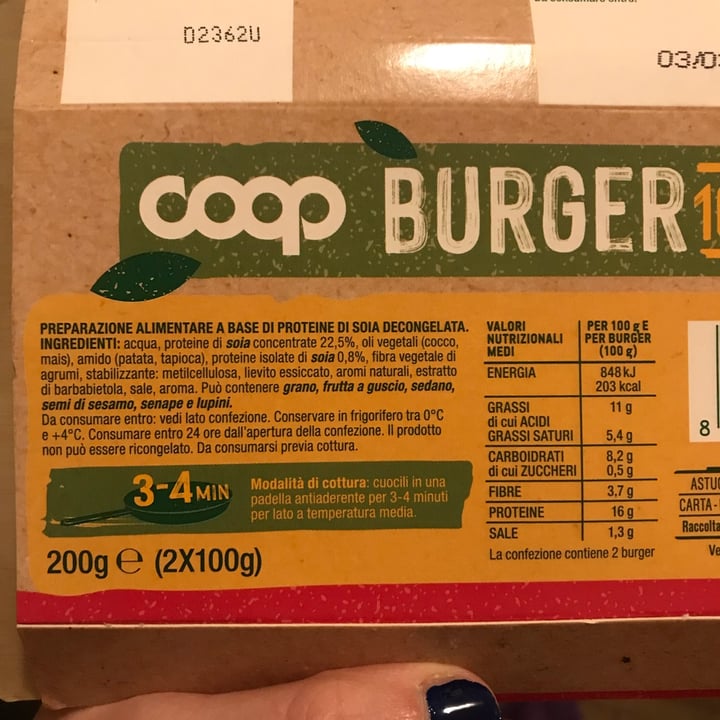 D2362U
coop BURGER
PREPARAZIONE ALIMENTARE A BASE DI PROTEINE DI SOIA DECONGELATA.
INGREDIENTI: acqua, proteine di soia concentrate 22,5%, oli vegetali (cocco,
mais), amido (patata, tapioca), proteine isolate di soia 0,8%, fibra vegetale di
agrumi, stabilizzante: metilcellulosa, lievito essiccato, aromi naturali, estratto
di barbabietola, sale, aroma. Può contenere grano, frutta a guscio, sedano,
semi di sesamo, senape e lupini.
Da consumare entro: vedi lato confezione. Conservare in frigorifero tra 0°C
e +4°C. Consumare entro 24 ore dall'apertura della confezione. Il prodotto
non può essere ricongelato. Da consumarsi previa cottura.
3-4 MIN
Modalità di cottura: cuocili in una
padella antiaderente per 3-4 minuti
per lato a temperatura media.
200g e (2X100g)
VALORI NUTRIZIONALI MEDI PER 100 g E PER BURGER (100 g)
ENERGIA 848 kJ 203 kcal
GRASSI 11 g
di cui ACIDI GRASSI SATURI 5,4 g
CARBOIDRATI 8,2 g
di cui ZUCCHERI 0,5 g
FIBRE 3,7 g
PROTEINE 16 g
SALE 1,3 g
La confezione contiene 2 burger
8
CARTA-